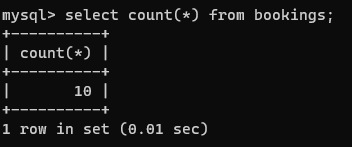 mysql> select count(*) from bookings;
+----------+
| count(*) |
+----------+
|       10 |
+----------+
1 row in set (0.01 sec)